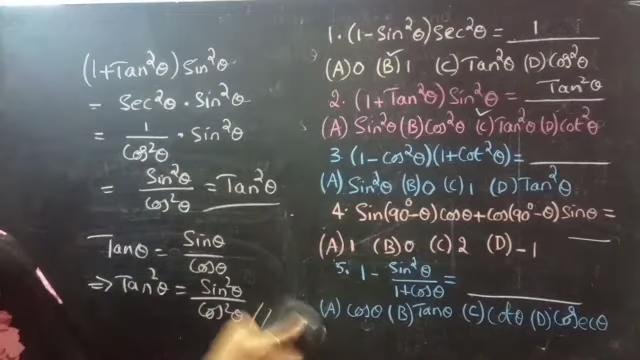 (1+Tan²θ) Sin²θ
= Sec²θ · Sin²θ
= 1/Cos²θ · Sin²θ
= Sin²θ/Cos²θ = Tan²θ
Tanθ = Sinθ/Cosθ
⇒ Tan²θ = Sin²θ/Cos²θ //
1. (1-Sin²θ) Sec²θ = 1
(A) 0 (B) 1 (C) Tan²θ (D) Cos²θ
2. (1+Tan²θ) Sin²θ = Tan²θ
(A) Sin²θ (B) Cos²θ (C) Tan²θ (D) Cot²θ
3. (1-cos²θ)(1+cot²θ) = ____
(A) Sin²θ (B) 0 (C) 1 (D) Tan²θ
4. Sin(90°-θ) cosθ + cos(90°-θ) sinθ = ____
(A) 1 (B) 0 (C) 2 (D) -1
5. 1 - Sin²θ/1+cosθ = ____
(A) cosθ (B) Tanθ (C) cotθ (D) Cosecθ